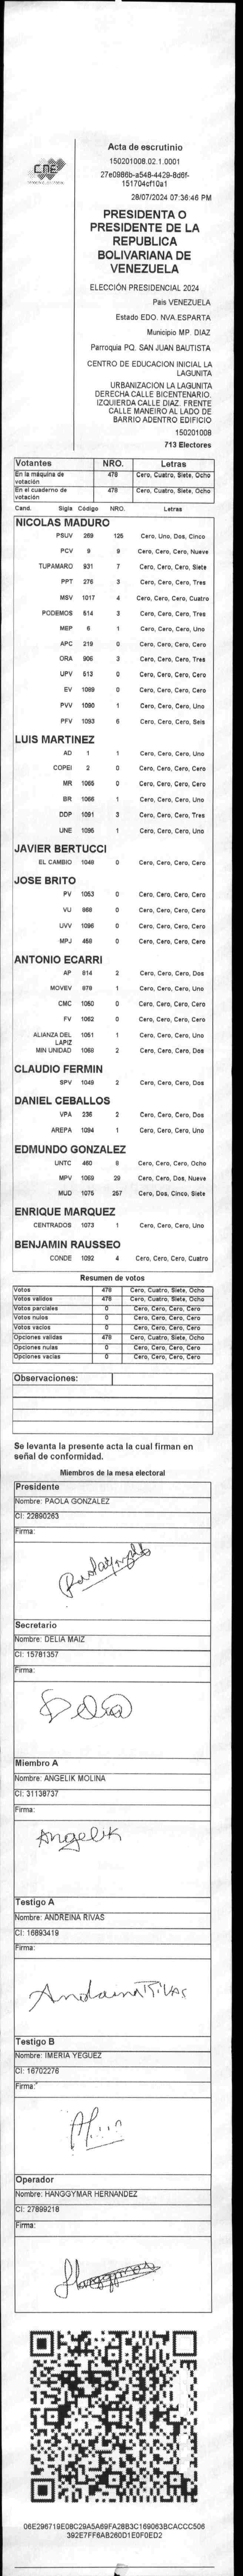 CNE
Acta de escrutinio
150201008.02.1.0001
27e0986b-a548-4429-8d6f-
151704cf10a1
28/07/2024 07:36:46 PM
PRESIDENTA O
PRESIDENTE DE LA
REPUBLICA
BOLIVARIANA DE
VENEZUELA
ELECCIÓN PRESIDENCIAL 2024
Pais VENEZUELA
Estado EDO. NVA.ESPARTA
Municipio MP. DIAZ
Parroquia PQ. SAN JUAN BAUTISTA
CENTRO DE EDUCACION INICIAL LA
LAGUNITA
URBANIZACION LA LAGUNITA
DERECHA CALLE BICENTENARIO.
IZQUIERDA CALLE DIAZ. FRENTE
CALLE MANEIRO AL LADO DE
BARRIO ADENTRO EDIFICIO
150201008
713 Electores
Votantes NRO. Letras
En la máquina de votación 478 Cero, Cuatro, Siete, Ocho
En el cuaderno de votación 478 Cero, Cuatro, Siete, Ocho
Cand. Sigla Código NRO. Letras
NICOLAS MADURO
PSUV 269 125 Cero, Uno, Dos, Cinco
PCV 9 9 Cero, Cero, Cero, Nueve
TUPAMARO 931 7 Cero, Cero, Cero, Siete
PPT 276 3 Cero, Cero, Cero, Tres
MSV 1017 4 Cero, Cero, Cero, Cuatro
PODEMOS 514 3 Cero, Cero, Cero, Tres
MEP 6 1 Cero, Cero, Cero, Uno
APC 219 0 Cero, Cero, Cero, Cero
ORA 906 3 Cero, Cero, Cero, Tres
UPV 513 0 Cero, Cero, Cero, Cero
EV 1089 0 Cero, Cero, Cero, Cero
PVV 1090 1 Cero, Cero, Cero, Uno
PFV 1093 6 Cero, Cero, Cero, Seis
LUIS MARTINEZ
AD 1 1 Cero, Cero, Cero, Uno
COPEI 2 0 Cero, Cero, Cero, Cero
MR 1065 0 Cero, Cero, Cero, Cero
BR 1066 1 Cero, Cero, Cero, Uno
DDP 1091 3 Cero, Cero, Cero, Tres
UNE 1095 1 Cero, Cero, Cero, Uno
JAVIER BERTUCCI
EL CAMBIO 1048 0 Cero, Cero, Cero, Cero
JOSE BRITO
PV 1053 0 Cero, Cero, Cero, Cero
VU 868 0 Cero, Cero, Cero, Cero
UVV 1096 0 Cero, Cero, Cero, Cero
MPJ 458 0 Cero, Cero, Cero, Cero
ANTONIO ECARRI
AP 814 2 Cero, Cero, Cero, Dos
MOVEV 978 1 Cero, Cero, Cero, Uno
CMC 1050 0 Cero, Cero, Cero, Cero
FV 1062 0 Cero, Cero, Cero, Cero
ALIANZA DEL LAPIZ 1051 1 Cero, Cero, Cero, Uno
MIN UNIDAD 1068 2 Cero, Cero, Cero, Dos
CLAUDIO FERMIN
SPV 1049 2 Cero, Cero, Cero, Dos
DANIEL CEBALLOS
VPA 236 2 Cero, Cero, Cero, Dos
AREPA 1094 1 Cero, Cero, Cero, Uno
EDMUNDO GONZALEZ
UNTC 460 8 Cero, Cero, Cero, Ocho
MPV 1069 29 Cero, Cero, Dos, Nueve
MUD 1075 257 Cero, Dos, Cinco, Siete
ENRIQUE MARQUEZ
CENTRADOS 1073 1 Cero, Cero, Cero, Uno
BENJAMIN RAUSSEO
CONDE 1092 4 Cero, Cero, Cero, Cuatro
Resumen de votos
Votos 478 Cero, Cuatro, Siete, Ocho
Votos validos 478 Cero, Cuatro, Siete, Ocho
Votos parciales 0 Cero, Cero, Cero, Cero
Votos nulos 0 Cero, Cero, Cero, Cero
Votos vacios 0 Cero, Cero, Cero, Cero
Opciones validas 478 Cero, Cuatro, Siete, Ocho
Opciones nulas 0 Cero, Cero, Cero, Cero
Opciones vacias 0 Cero, Cero, Cero, Cero
Observaciones:
Se levanta la presente acta la cual firman en
señal de conformidad.
Miembros de la mesa electoral
Presidente
Nombre: PAOLA GONZALEZ
CI: 22890263
Firma:
Secretario
Nombre: DELIA MAIZ
CI: 15781357
Firma:
Delia
Miembro A
Nombre: ANGELIK MOLINA
CI: 31138737
Firma:
Angelik
Testigo A
Nombre: ANDREINA RIVAS
CI: 16893419
Firma:
Andreina Rivas
Testigo B
Nombre: IMERIA YEGUEZ
CI: 16702276
Firma:
Operador
Nombre: HANGGYMAR HERNANDEZ
CI: 27899218
Firma:
06E296719E08C29A5A69FA28B3C169083BCACCC506
392E7FF6AB260D1E0F0ED2